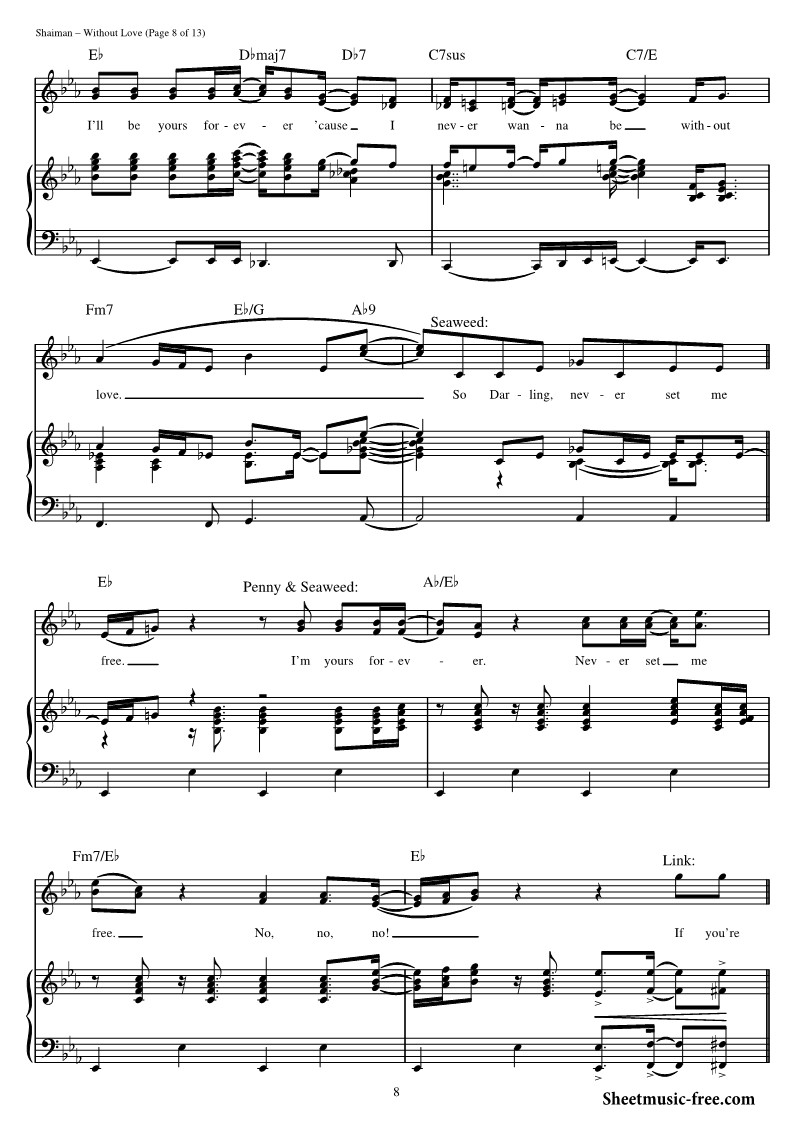 Shaiman – Without Love (Page 8 of 13)
E♭ D♭maj7 D♭7 C7sus C7/E
I'll be yours for - ev - er 'cause I nev - er wan - na be with - out
Fm7 E♭/G A♭9 Seaweed:
love. So Dar - ling, nev - er set me
E♭ Penny & Seaweed: A♭/E♭
free. I'm yours for - ev - er. Nev - er set me
Fm7/E♭ E♭ Link:
free. No, no, no! If you're
8
Sheetmusic-free.com